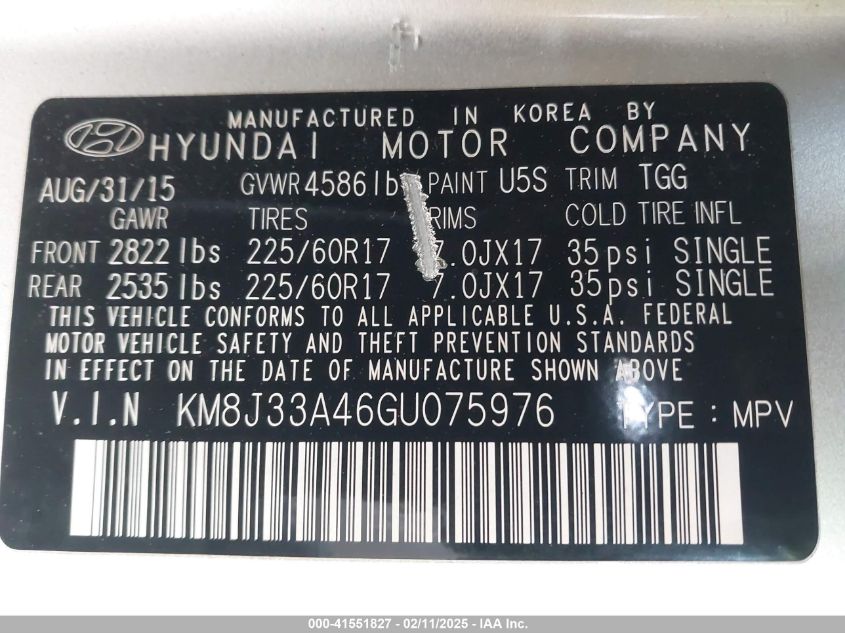 MANUFACTURED IN KOREA BY
HYUNDAI MOTOR COMPANY
AUG/31/15 GVWR 4586 lb PAINT U5S TRIM TGG
GAWR TIRES RIMS COLD TIRE INFL
FRONT 2822 lbs 225/60R17 7.0JX17 35psi SINGLE
REAR 2535 lbs 225/60R17 7.0JX17 35psi SINGLE
THIS VEHICLE CONFORMS TO ALL APPLICABLE U.S.A. FEDERAL
MOTOR VEHICLE SAFETY AND THEFT PREVENTION STANDARDS
IN EFFECT ON THE DATE OF MANUFACTURE SHOWN ABOVE
V.I.N KM8J33A46GU075976 TYPE : MPV
000-41551827 - 02/11/2025 - IAA Inc.